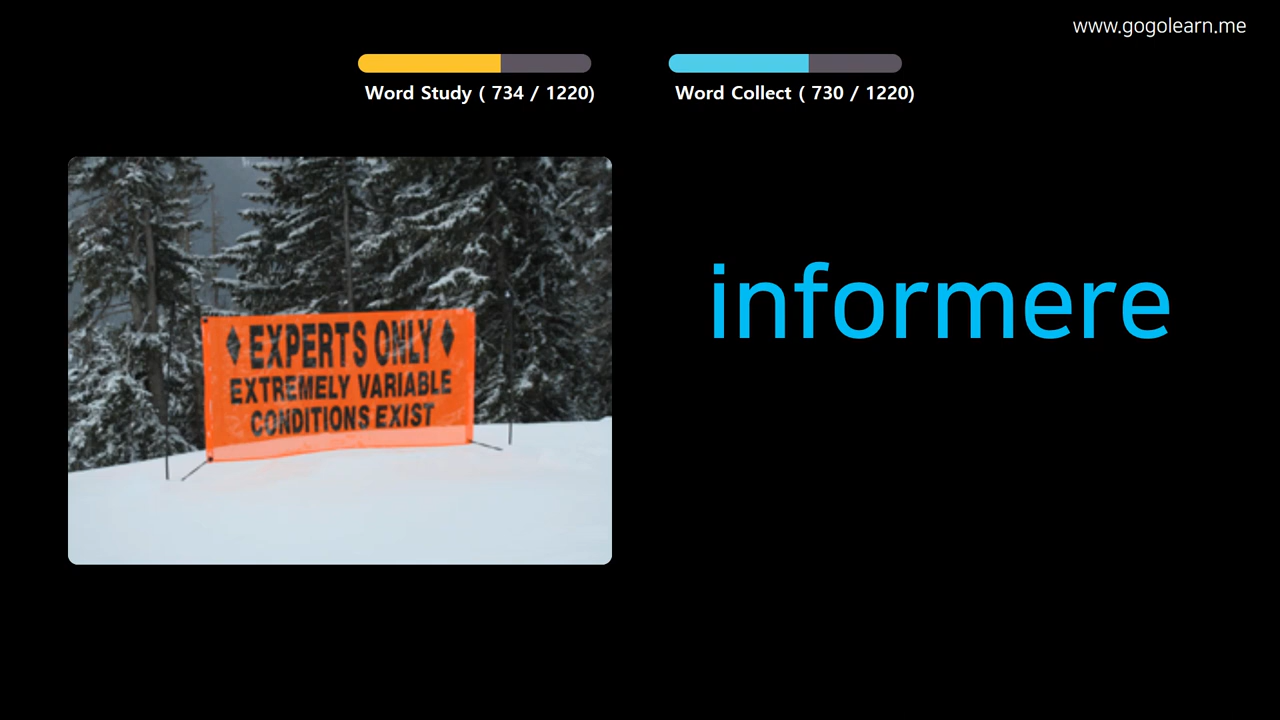 www.gogolearn.me
Word Study ( 734 / 1220)
Word Collect ( 730 / 1220)
EXPERTS ONLY
EXTREMELY VARIABLE
CONDITIONS EXIST
informere